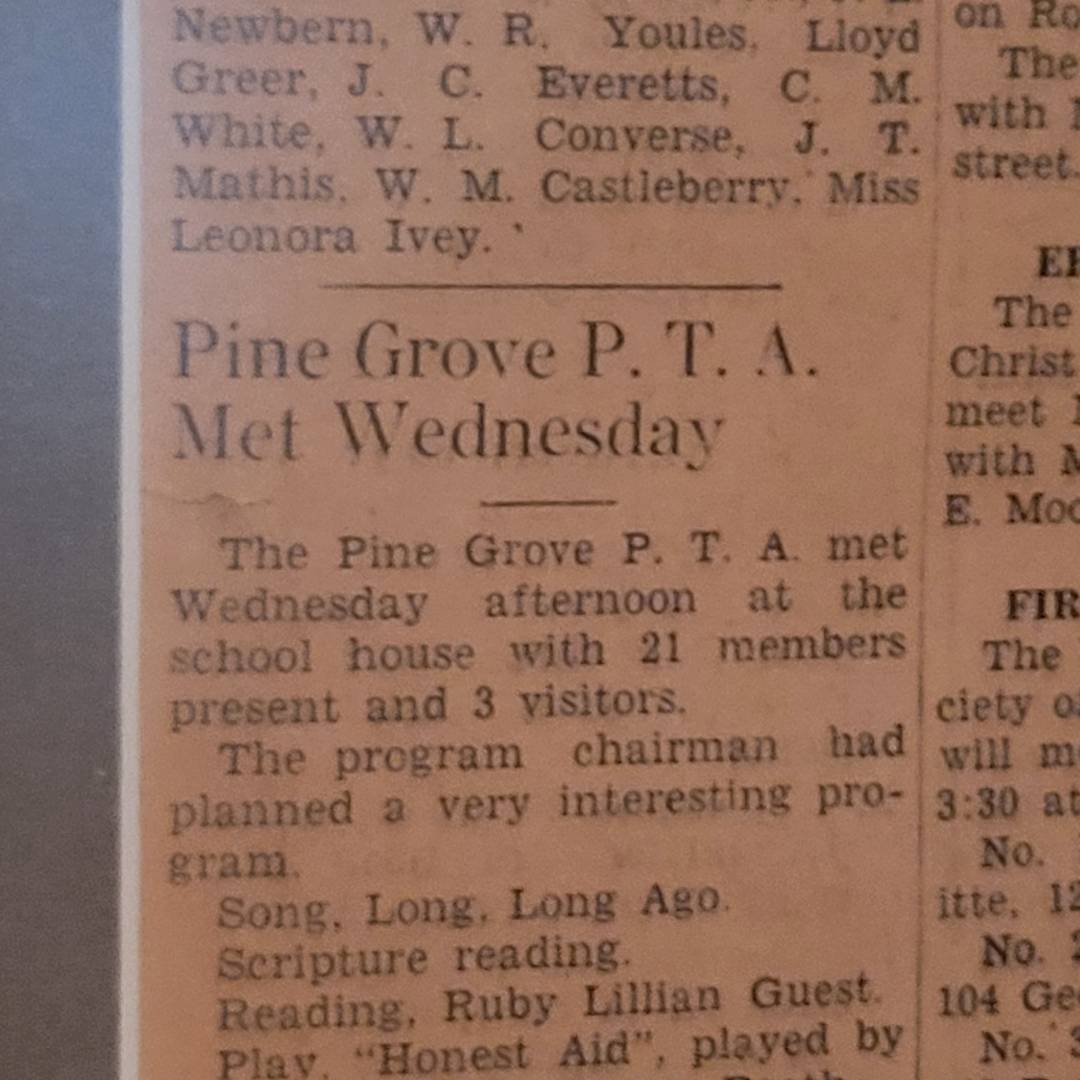 Newbern, W. R. Youles, Lloyd
Greer, J. C. Everetts, C. M.
White, W. L. Converse, J. T.
Mathis, W. M. Castleberry, Miss
Leonora Ivey.
Pine Grove P. T. A.
Met Wednesday
The Pine Grove P. T. A. met
Wednesday afternoon at the
school house with 21 members
present and 3 visitors.
The program chairman had
planned a very interesting pro-
gram.
Song, Long, Long Ago.
Scripture reading.
Reading, Ruby Lillian Guest.
Play, "Honest Aid", played by
on Ro
The
with
street.
The
Christ
meet
with M
E. Moo
FIR
The
ciety
will m
3:30 at
No.
itte, 12
No.
104 Geo
No. 3